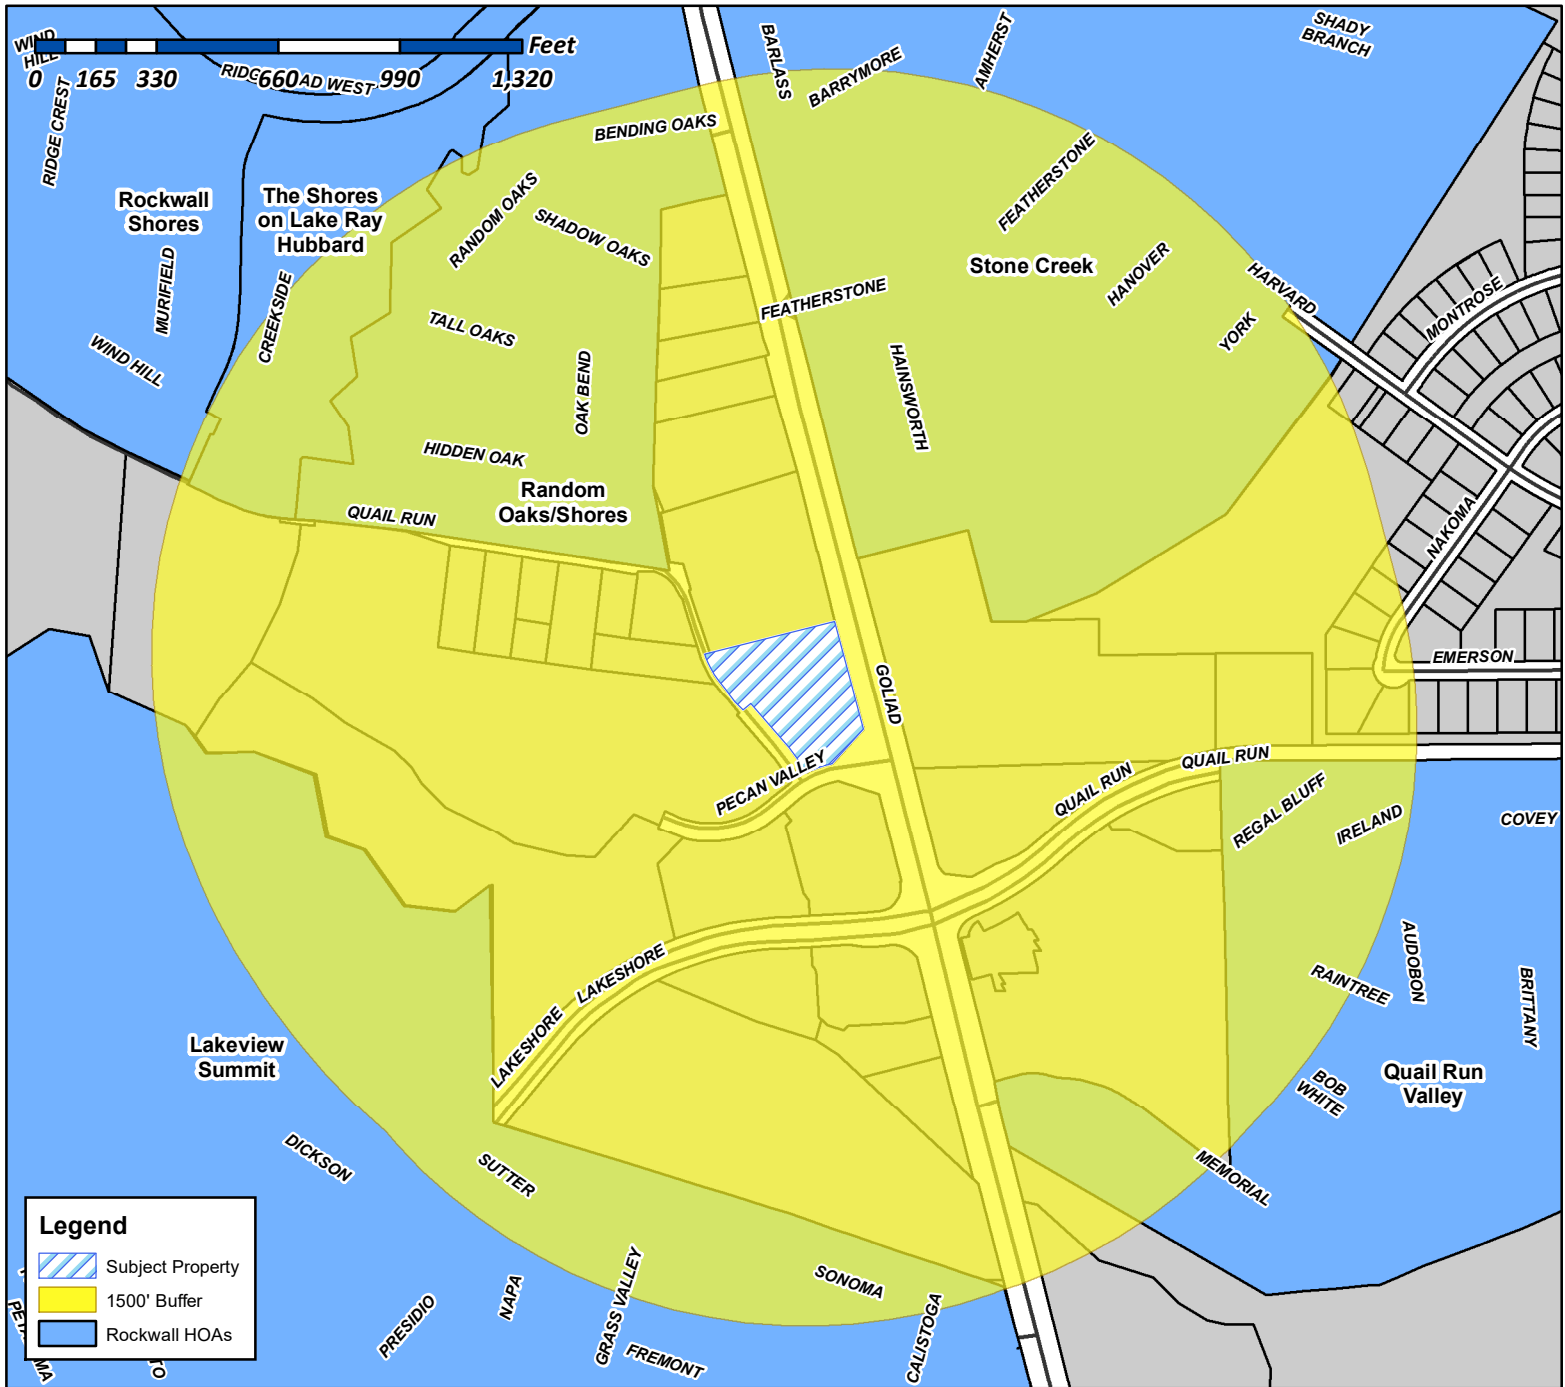 WIND
HILL
Feet
0 165 330 660 990 1,320
RIDGE ROAD WEST
BARLASS
BARRYMORE
AMHERST
SHADY
BRANCH
RIDGE CREST
BENDING OAKS
FEATHERSTONE
Rockwall
Shores
The Shores
on Lake Ray
Hubbard
RANDOM OAKS
SHADOW OAKS
Stone Creek
HANOVER
HARVARD
MONTROSE
MURIFIELD
CREEKSIDE
FEATHERSTONE
YORK
TALL OAKS
WIND HILL
OAK BEND
HAINSWORTH
HIDDEN OAK
Random
Oaks/Shores
QUAIL RUN
NAKOMA
EMERSON
GOLIAD
PECAN VALLEY
QUAIL RUN
QUAIL RUN
REGAL BLUFF
IRELAND
COVEY
LAKESHORE
LAKESHORE
AUDOBON
RAINTREE
BRITTANY
Lakeview
Summit
Quail Run
Valley
BOB
WHITE
DICKSON
SUTTER
MEMORIAL
Legend
Subject Property
1500' Buffer
Rockwall HOAs
PRESIDIO
NAPA
GRASS VALLEY
SONOMA
CALISTOGA
FREMONT